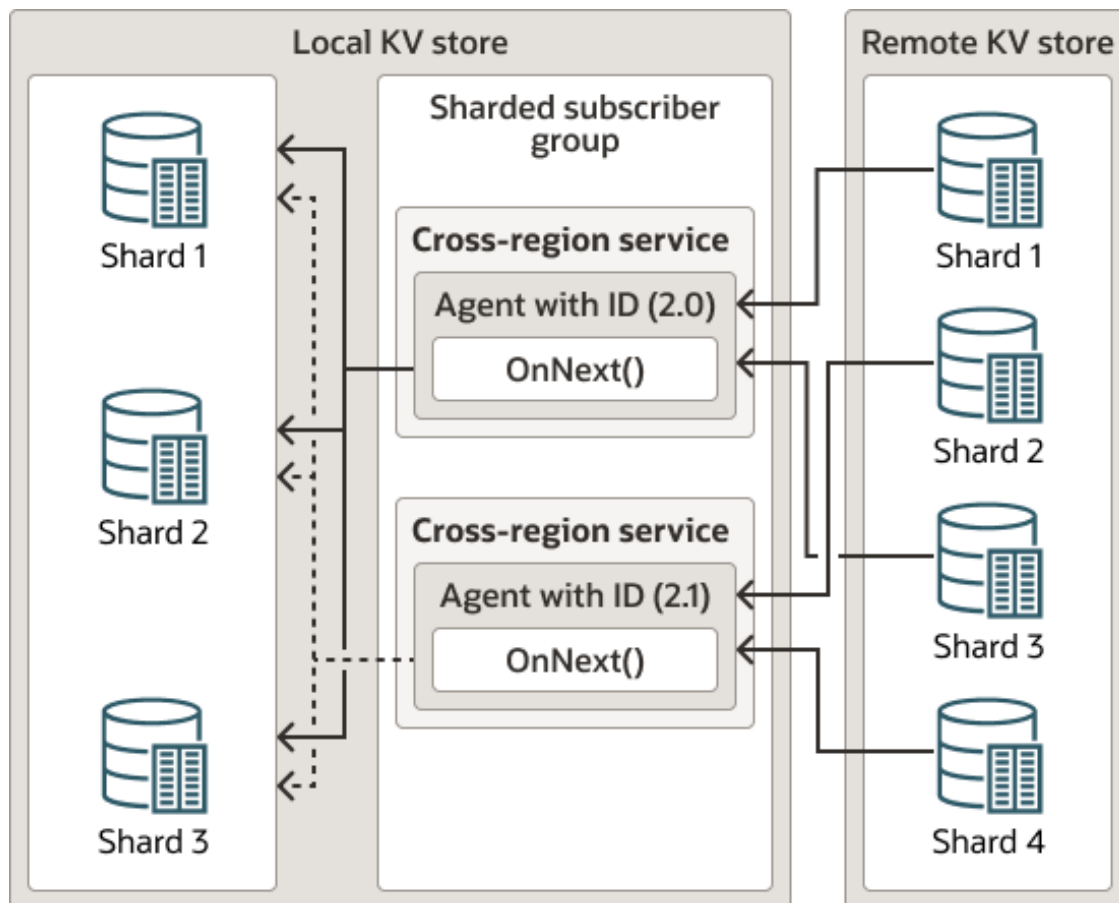 Local KV store
Shard 1
Shard 2
Shard 3
Sharded subscriber
group
Cross-region service
Agent with ID (2.0)
OnNext()
Cross-region service
Agent with ID (2.1)
OnNext()
Remote KV store
Shard 1
Shard 2
Shard 3
Shard 4